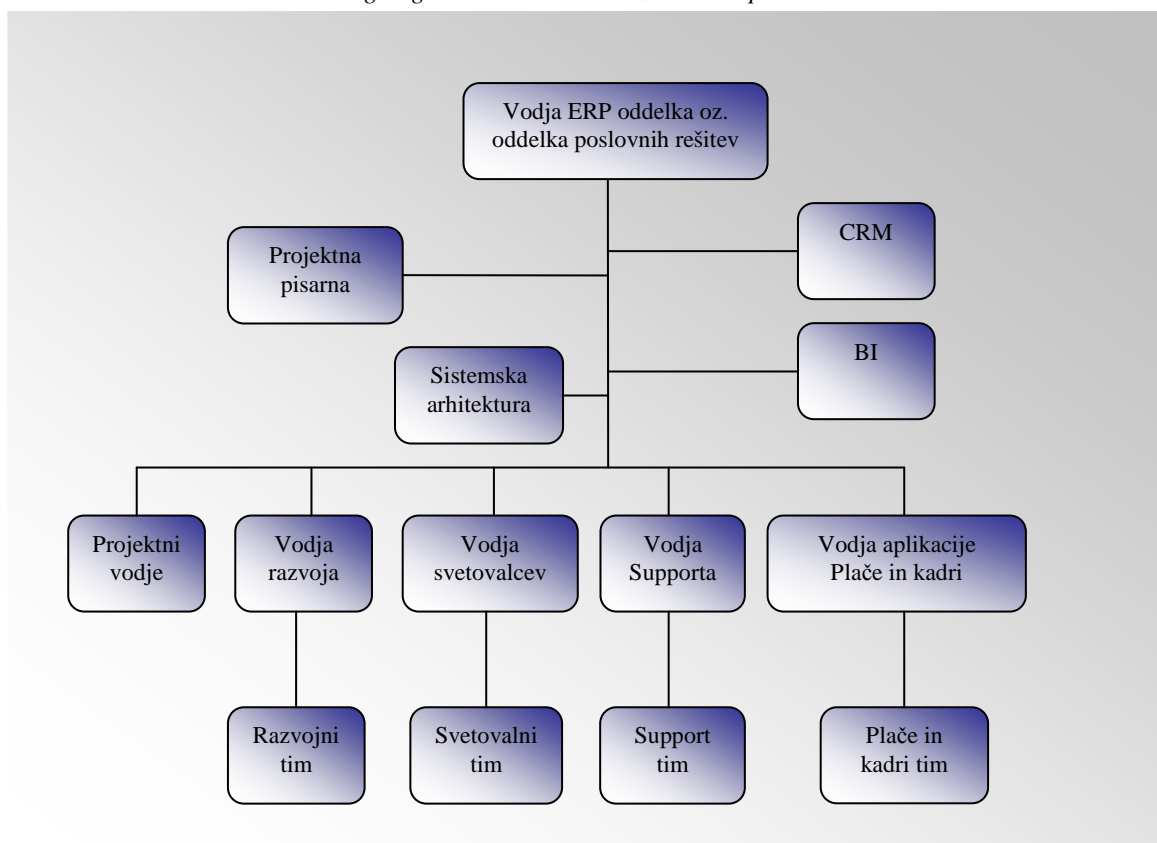 Vodja ERP oddelka oz.
oddelka poslovnih rešitev
CRM
Projektna
pisarna
BI
Sistemska
arhitektura
Projektni
vodje
Vodja
razvoja
Vodja
svetovalcev
Vodja
Supporta
Vodja aplikacije
Plače in kadri
Razvojni
tim
Svetovalni
tim
Support
tim
Plače in
kadri tim